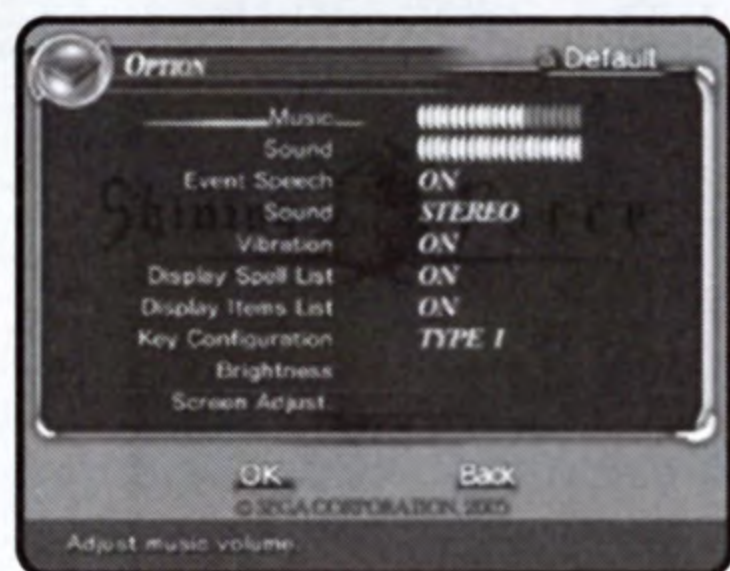 OPTION
Default
Music
Sound
Event Speech ON
Sound STEREO
Vibration ON
Display Spell List ON
Display Items List ON
Key Configuration TYPE 1
Brightness
Screen Adjust
OK
Back
© SEGA CORPORATION, 2005
Adjust music volume.